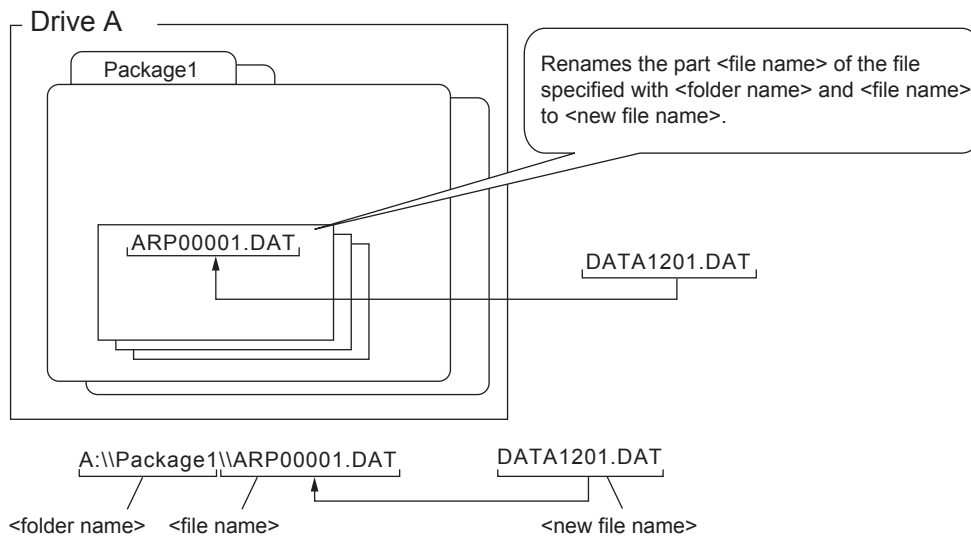 Drive A
Package1
Renames the part <file name> of the file
specified with <folder name> and <file name>
to <new file name>.
ARP00001.DAT
DATA1201.DAT
A:\\Package1\\ARP00001.DAT
DATA1201.DAT
<folder name>
<file name>
<new file name>